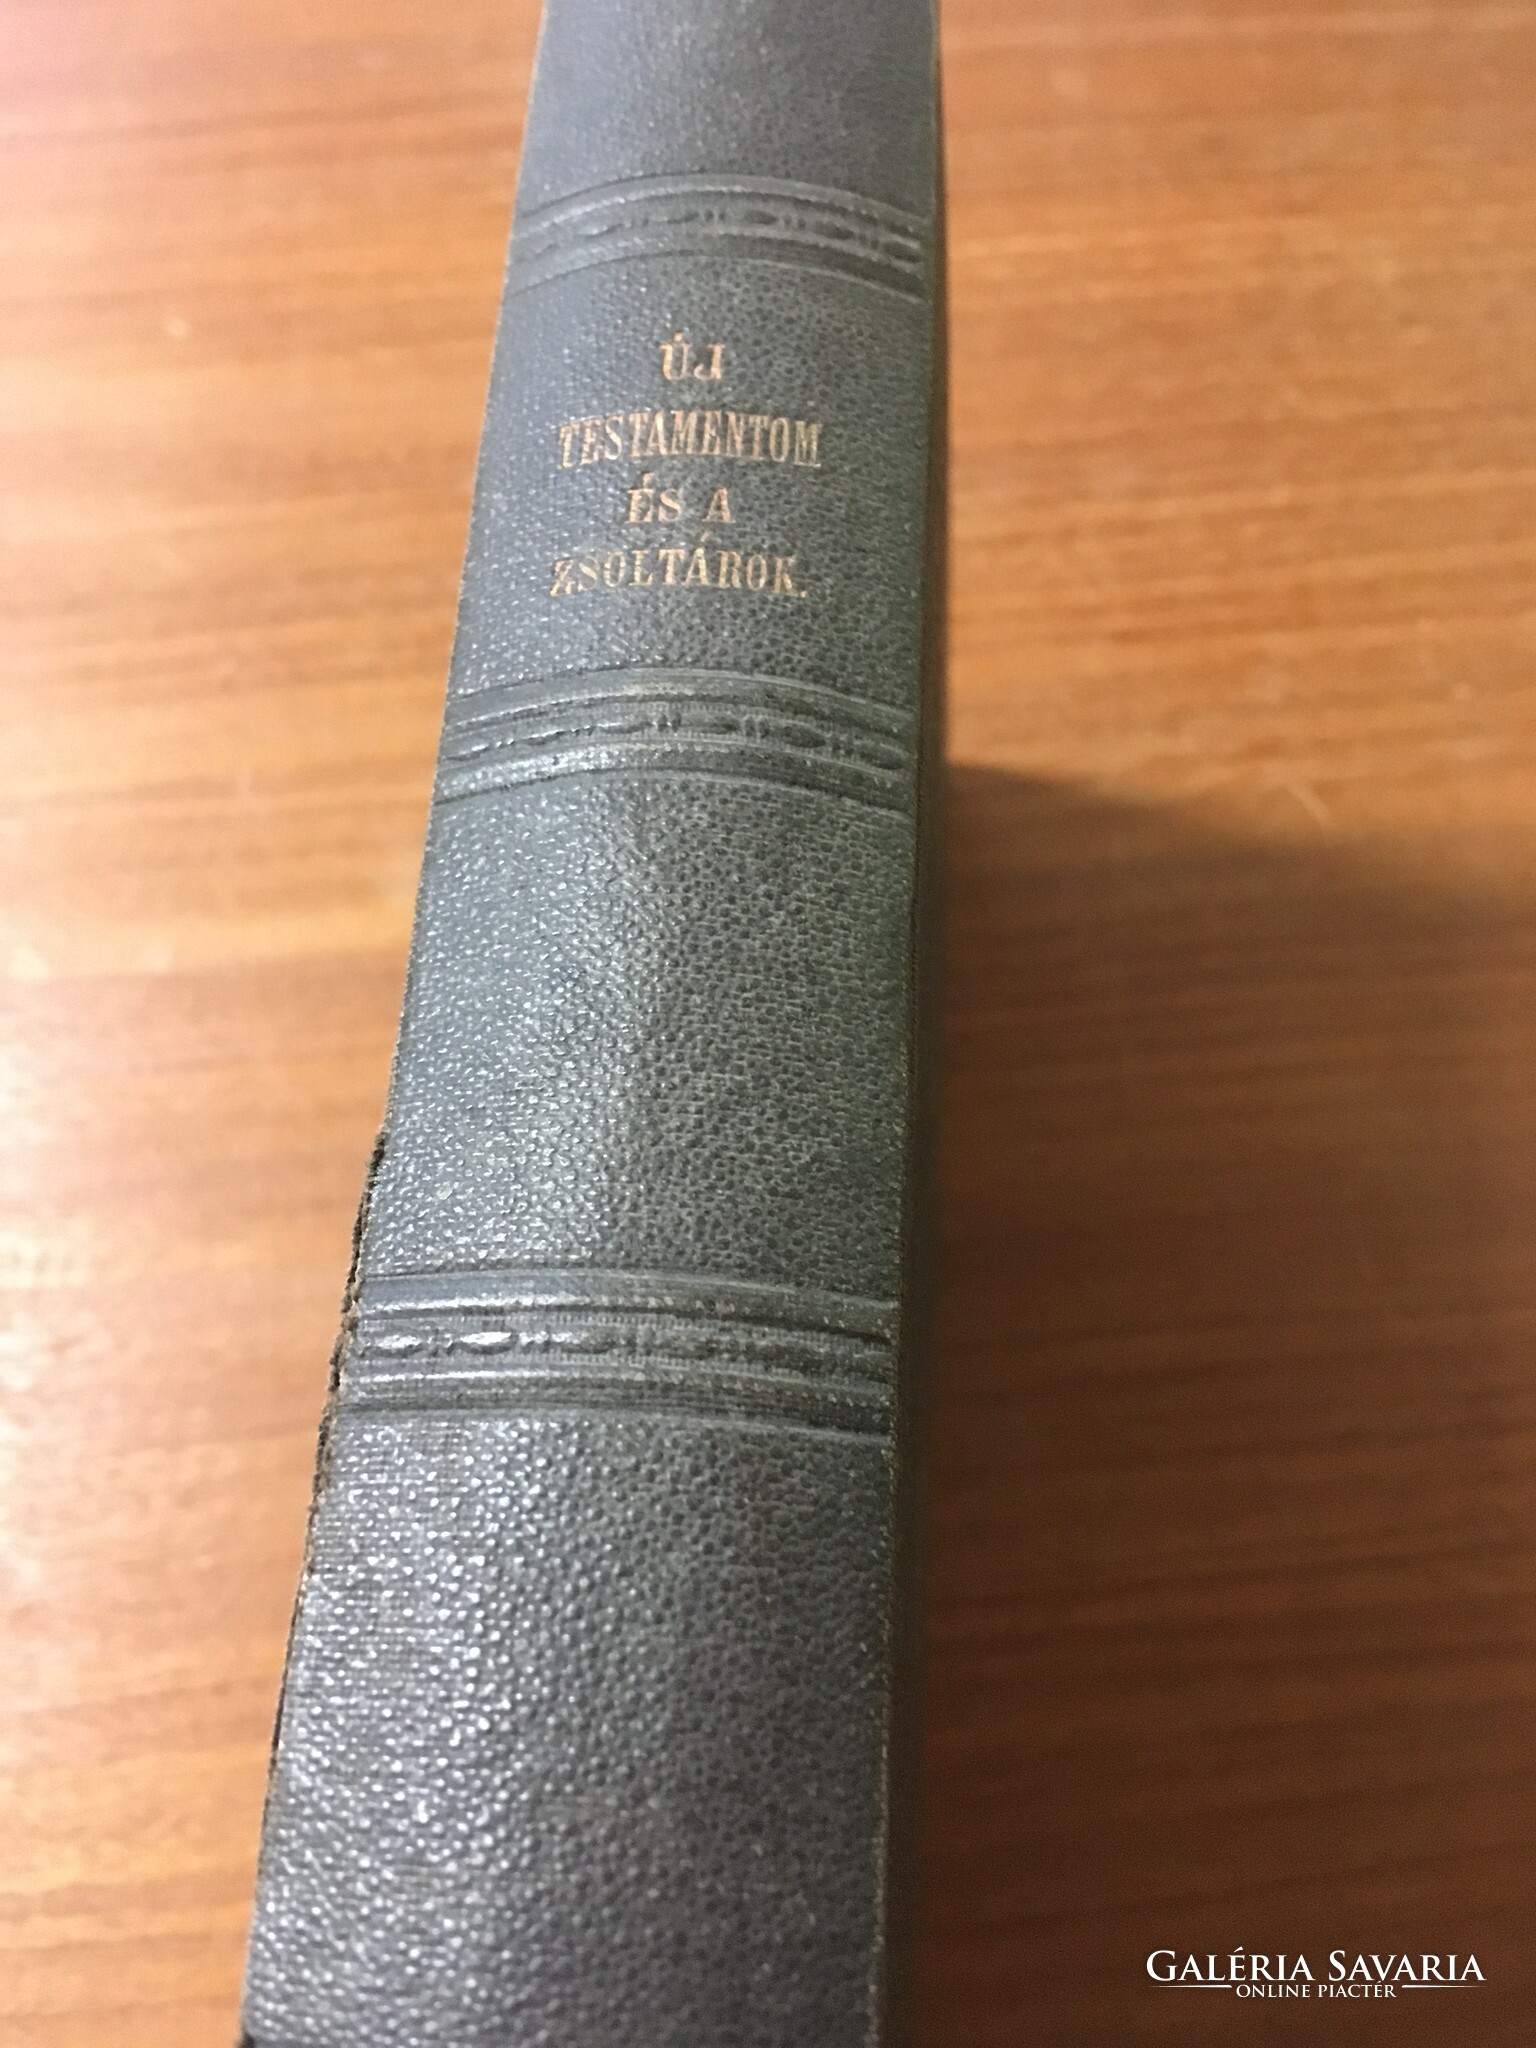 ÚJ
TESTAMENTOM
ÉS A
ZSOLTÁROK.
GALÉRIA SAVARIA
ONLINE PIACTÉR